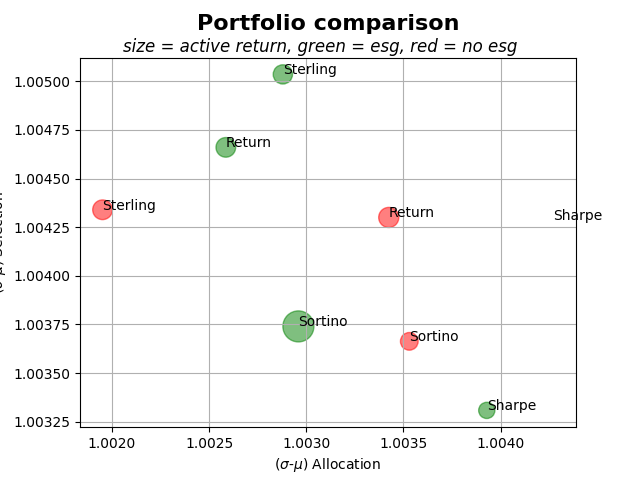 Portfolio comparison
size = active return, green = esg, red = no esg
1.00500
1.00475
1.00450
1.00425
1.00400
1.00375
1.00350
1.00325
Sterling
Return
Sterling
Return
Sharpe
Sortino
Sortino
Sharpe
1.0020 1.0025 1.0030 1.0035 1.0040
(σ-μ) Allocation